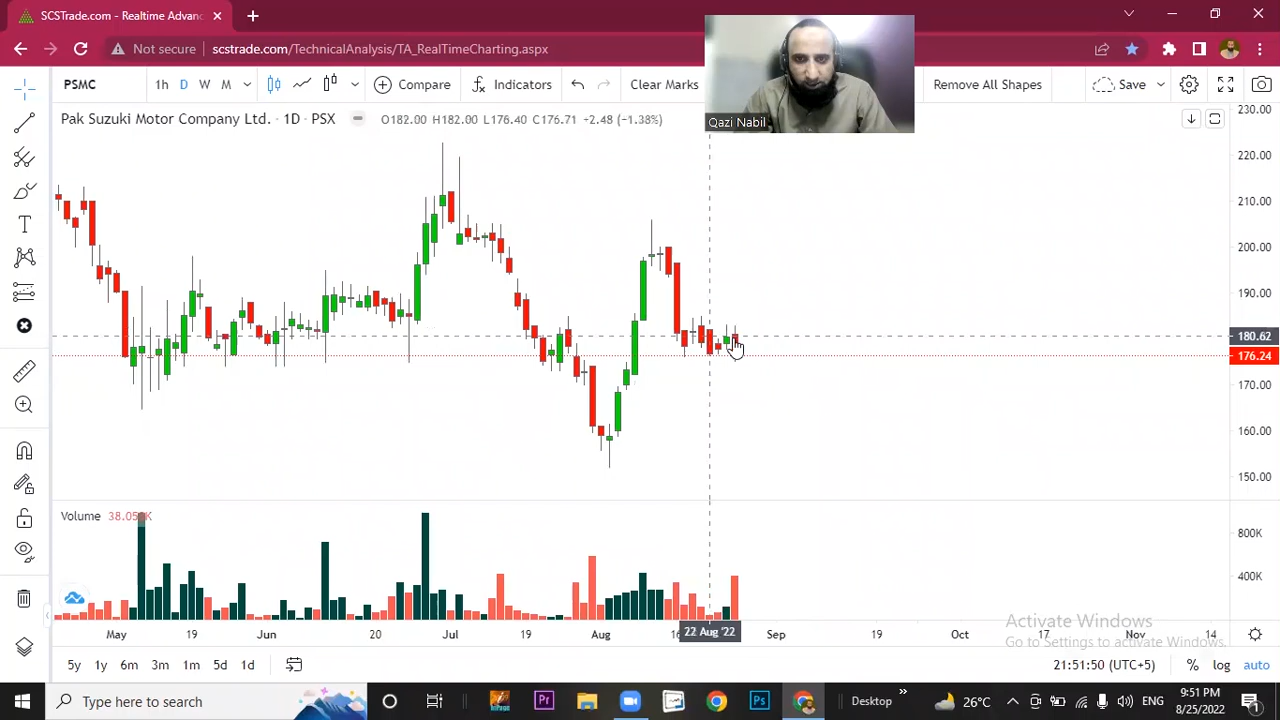 SCSTrade.com - Realtime Advanc
Not secure
scstrade.com/TechnicalAnalysis/TA_RealTimeCharting.aspx
PSMC
1h D W M
Compare
Indicators
Clear Marks
Remove All Shapes
Save
Qazi Nabil
Pak Suzuki Motor Company Ltd. · 1D · PSX
O182.00 H182.00 L176.40 C176.71 +2.48 (−1.38%)
230.00
220.00
210.00
200.00
190.00
180.62
176.24
170.00
160.00
150.00
Volume
800K
400K
May 19 Jun 20 Jul 19 Aug 22 Aug '22 Sep 19 Oct 17 Nov 14
Activate Windows
Go to Settings to activate Windows.
5y 1y 6m 3m 1m 5d 1d
21:51:50 (UTC+5)
% log auto
Type here to search
Pr
Ps
Desktop
26°C
ENG
9:51 PM
8/25/2022